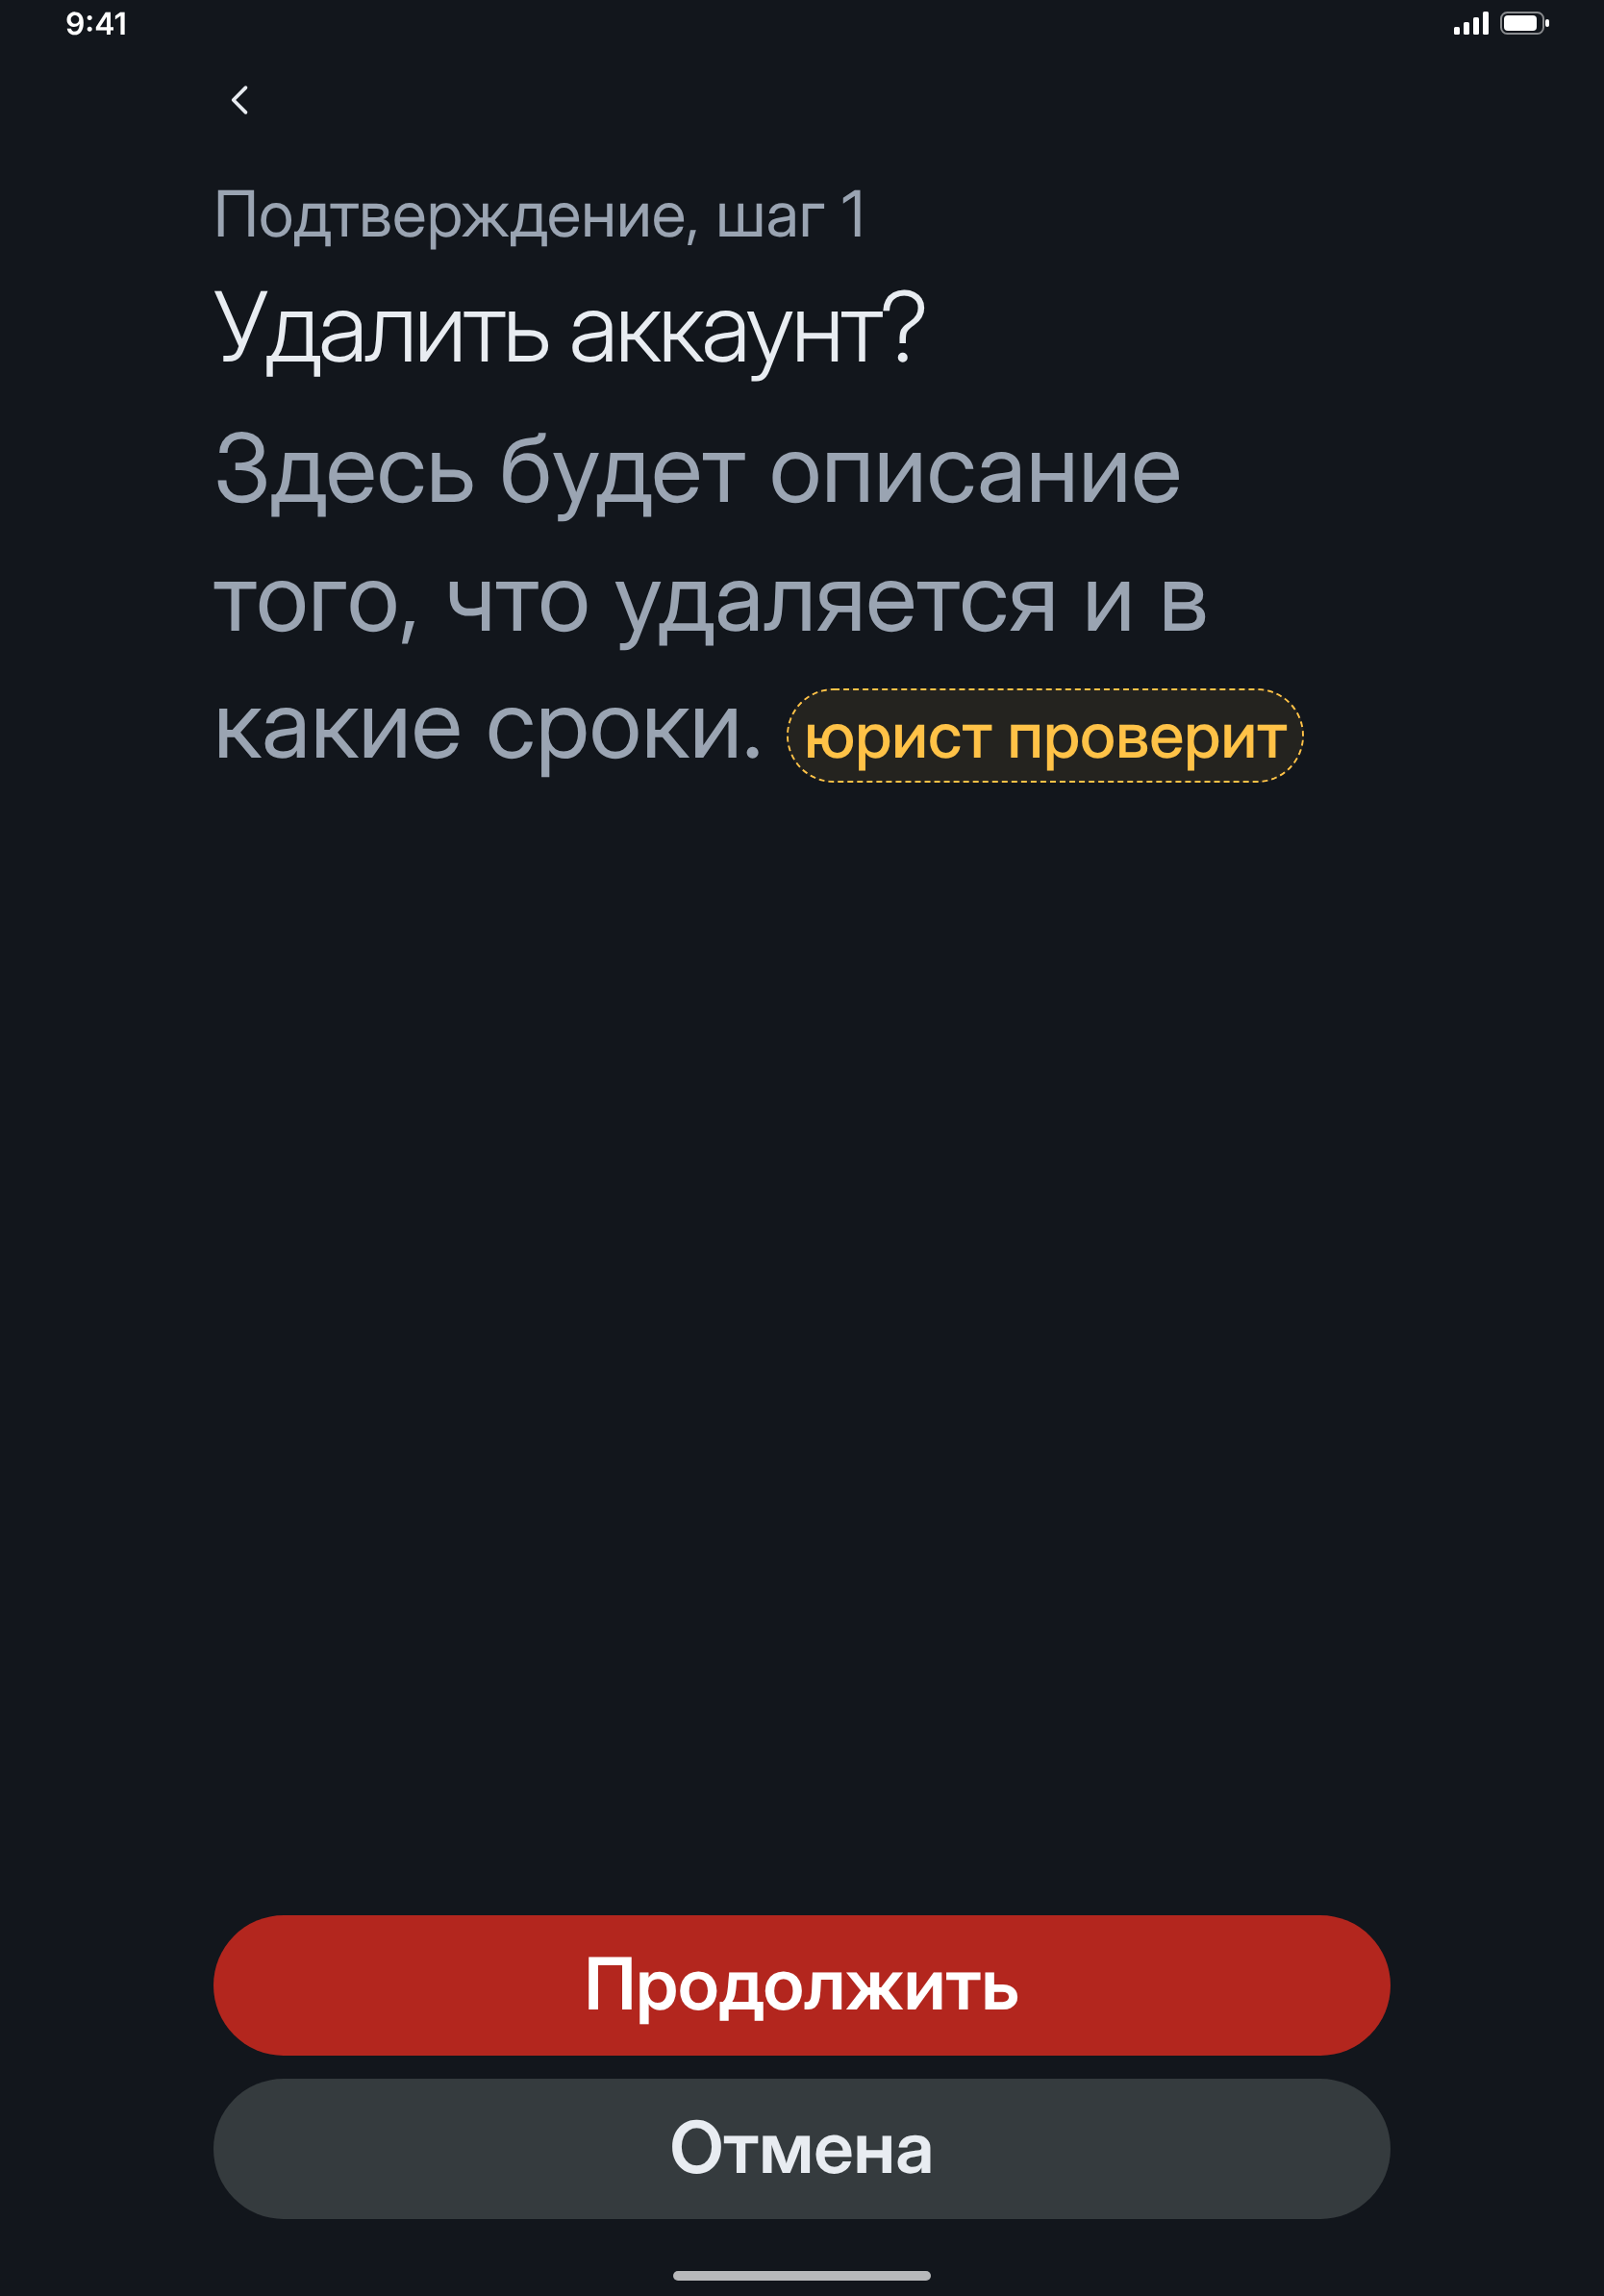 9:41
Подтверждение, шаг 1
Удалить аккаунт?
Здесь будет описание
того, что удаляется и в
какие сроки. юрист проверит
Продолжить
Отмена